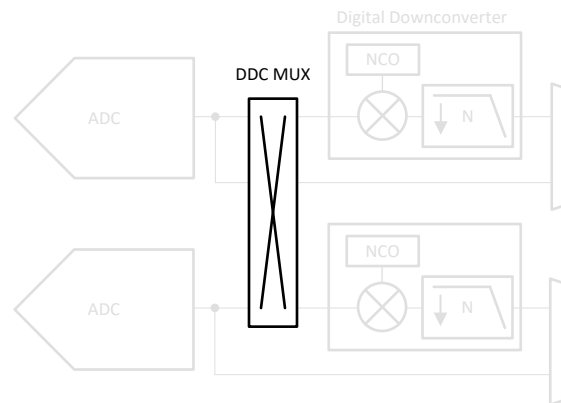 Digital Downconverter
NCO
DDC MUX
ADC
N
NCO
ADC
N